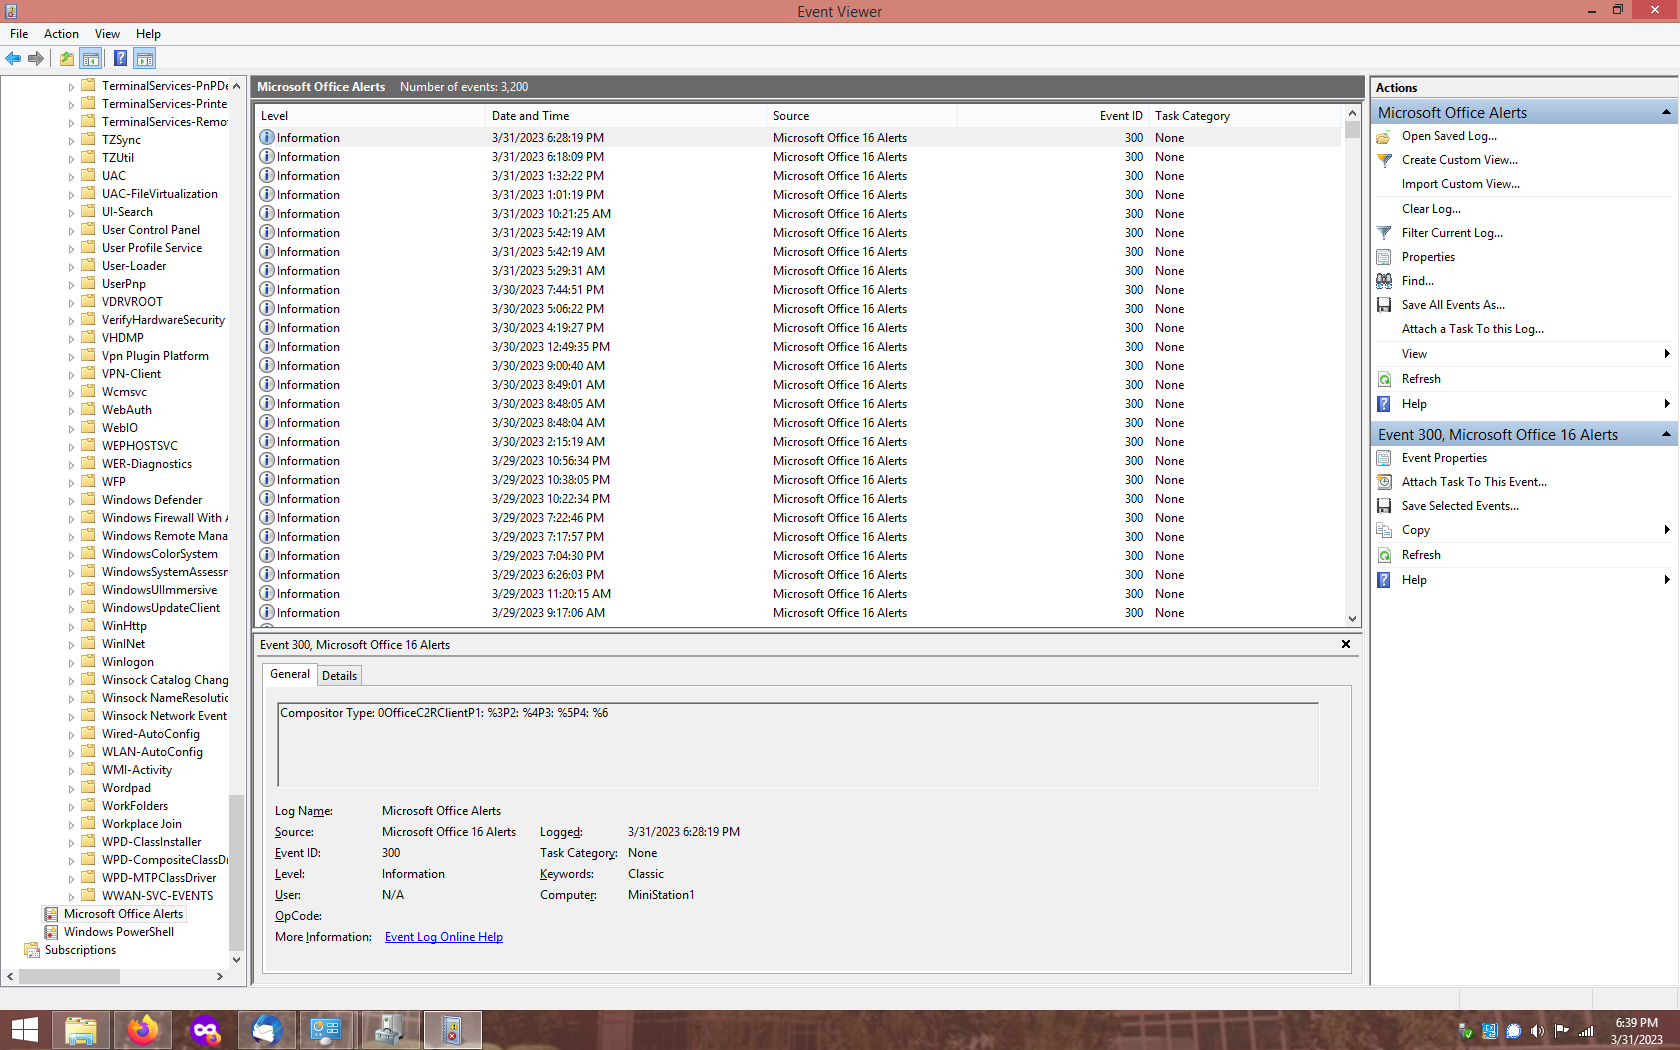 Event Viewer
File Action View Help
TerminalServices-PnPDe
TerminalServices-Printe
TerminalServices-Remo
TZSync
TZUtil
UAC
UAC-FileVirtualization
UI-Search
User Control Panel
User Profile Service
User-Loader
UserPnp
VDRVROOT
VerifyHardwareSecurity
VHDMP
Vpn Plugin Platform
VPN-Client
Wcmsvc
WebAuth
WebIO
WEPHOSTSVC
WER-Diagnostics
WFP
Windows Defender
Windows Firewall With A
Windows Remote Mana
WindowsColorSystem
WindowsSystemAssessm
WindowsUIImmersive
WindowsUpdateClient
WinHttp
WinINet
Winlogon
Winsock Catalog Chang
Winsock NameResolutio
Winsock Network Event
Wired-AutoConfig
WLAN-AutoConfig
WMI-Activity
Wordpad
WorkFolders
Workplace Join
WPD-ClassInstaller
WPD-CompositeClassDr
WPD-MTPClassDriver
WWAN-SVC-EVENTS
Microsoft Office Alerts
Windows PowerShell
Subscriptions
Microsoft Office Alerts Number of events: 3,200
Level Date and Time Source Event ID Task Category
Information 3/31/2023 6:28:19 PM Microsoft Office 16 Alerts 300 None
Information 3/31/2023 6:18:09 PM Microsoft Office 16 Alerts 300 None
Information 3/31/2023 1:32:22 PM Microsoft Office 16 Alerts 300 None
Information 3/31/2023 1:01:19 PM Microsoft Office 16 Alerts 300 None
Information 3/31/2023 10:21:25 AM Microsoft Office 16 Alerts 300 None
Information 3/31/2023 5:42:19 AM Microsoft Office 16 Alerts 300 None
Information 3/31/2023 5:42:19 AM Microsoft Office 16 Alerts 300 None
Information 3/31/2023 5:29:31 AM Microsoft Office 16 Alerts 300 None
Information 3/30/2023 7:44:51 PM Microsoft Office 16 Alerts 300 None
Information 3/30/2023 5:06:22 PM Microsoft Office 16 Alerts 300 None
Information 3/30/2023 4:19:27 PM Microsoft Office 16 Alerts 300 None
Information 3/30/2023 12:49:35 PM Microsoft Office 16 Alerts 300 None
Information 3/30/2023 9:00:40 AM Microsoft Office 16 Alerts 300 None
Information 3/30/2023 8:49:01 AM Microsoft Office 16 Alerts 300 None
Information 3/30/2023 8:48:05 AM Microsoft Office 16 Alerts 300 None
Information 3/30/2023 8:48:04 AM Microsoft Office 16 Alerts 300 None
Information 3/30/2023 2:15:19 AM Microsoft Office 16 Alerts 300 None
Information 3/29/2023 10:56:34 PM Microsoft Office 16 Alerts 300 None
Information 3/29/2023 10:38:05 PM Microsoft Office 16 Alerts 300 None
Information 3/29/2023 10:22:34 PM Microsoft Office 16 Alerts 300 None
Information 3/29/2023 7:22:46 PM Microsoft Office 16 Alerts 300 None
Information 3/29/2023 7:17:57 PM Microsoft Office 16 Alerts 300 None
Information 3/29/2023 7:04:30 PM Microsoft Office 16 Alerts 300 None
Information 3/29/2023 6:26:03 PM Microsoft Office 16 Alerts 300 None
Information 3/29/2023 11:20:15 AM Microsoft Office 16 Alerts 300 None
Information 3/29/2023 9:17:06 AM Microsoft Office 16 Alerts 300 None
Event 300, Microsoft Office 16 Alerts
General Details
Compositor Type: 0OfficeC2RClientP1: %3P2: %4P3: %5P4: %6
Log Name: Microsoft Office Alerts
Source: Microsoft Office 16 Alerts Logged: 3/31/2023 6:28:19 PM
Event ID: 300 Task Category: None
Level: Information Keywords: Classic
User: N/A Computer: MiniStation1
OpCode:
More Information: Event Log Online Help
Actions
Microsoft Office Alerts
Open Saved Log...
Create Custom View...
Import Custom View...
Clear Log...
Filter Current Log...
Properties
Find...
Save All Events As...
Attach a Task To this Log...
View
Refresh
Help
Event 300, Microsoft Office 16 Alerts
Event Properties
Attach Task To This Event...
Save Selected Events...
Copy
Refresh
Help
6:39 PM
3/31/2023